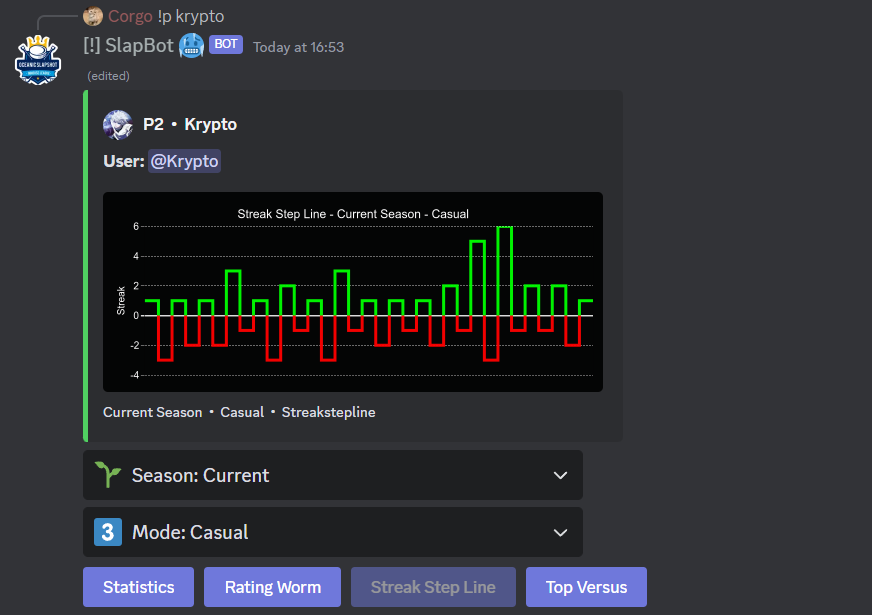 Corgo !p krypto
[!] SlapBot 🥶 BOT Today at 16:53
(edited)
OCEANIC SLAPSHOT
P2 • Krypto
User: @Krypto
Streak Step Line - Current Season - Casual
6
4
2
0
-2
-4
Streak
Current Season • Casual • Streakstepline
Season: Current
3 Mode: Casual
Statistics
Rating Worm
Streak Step Line
Top Versus